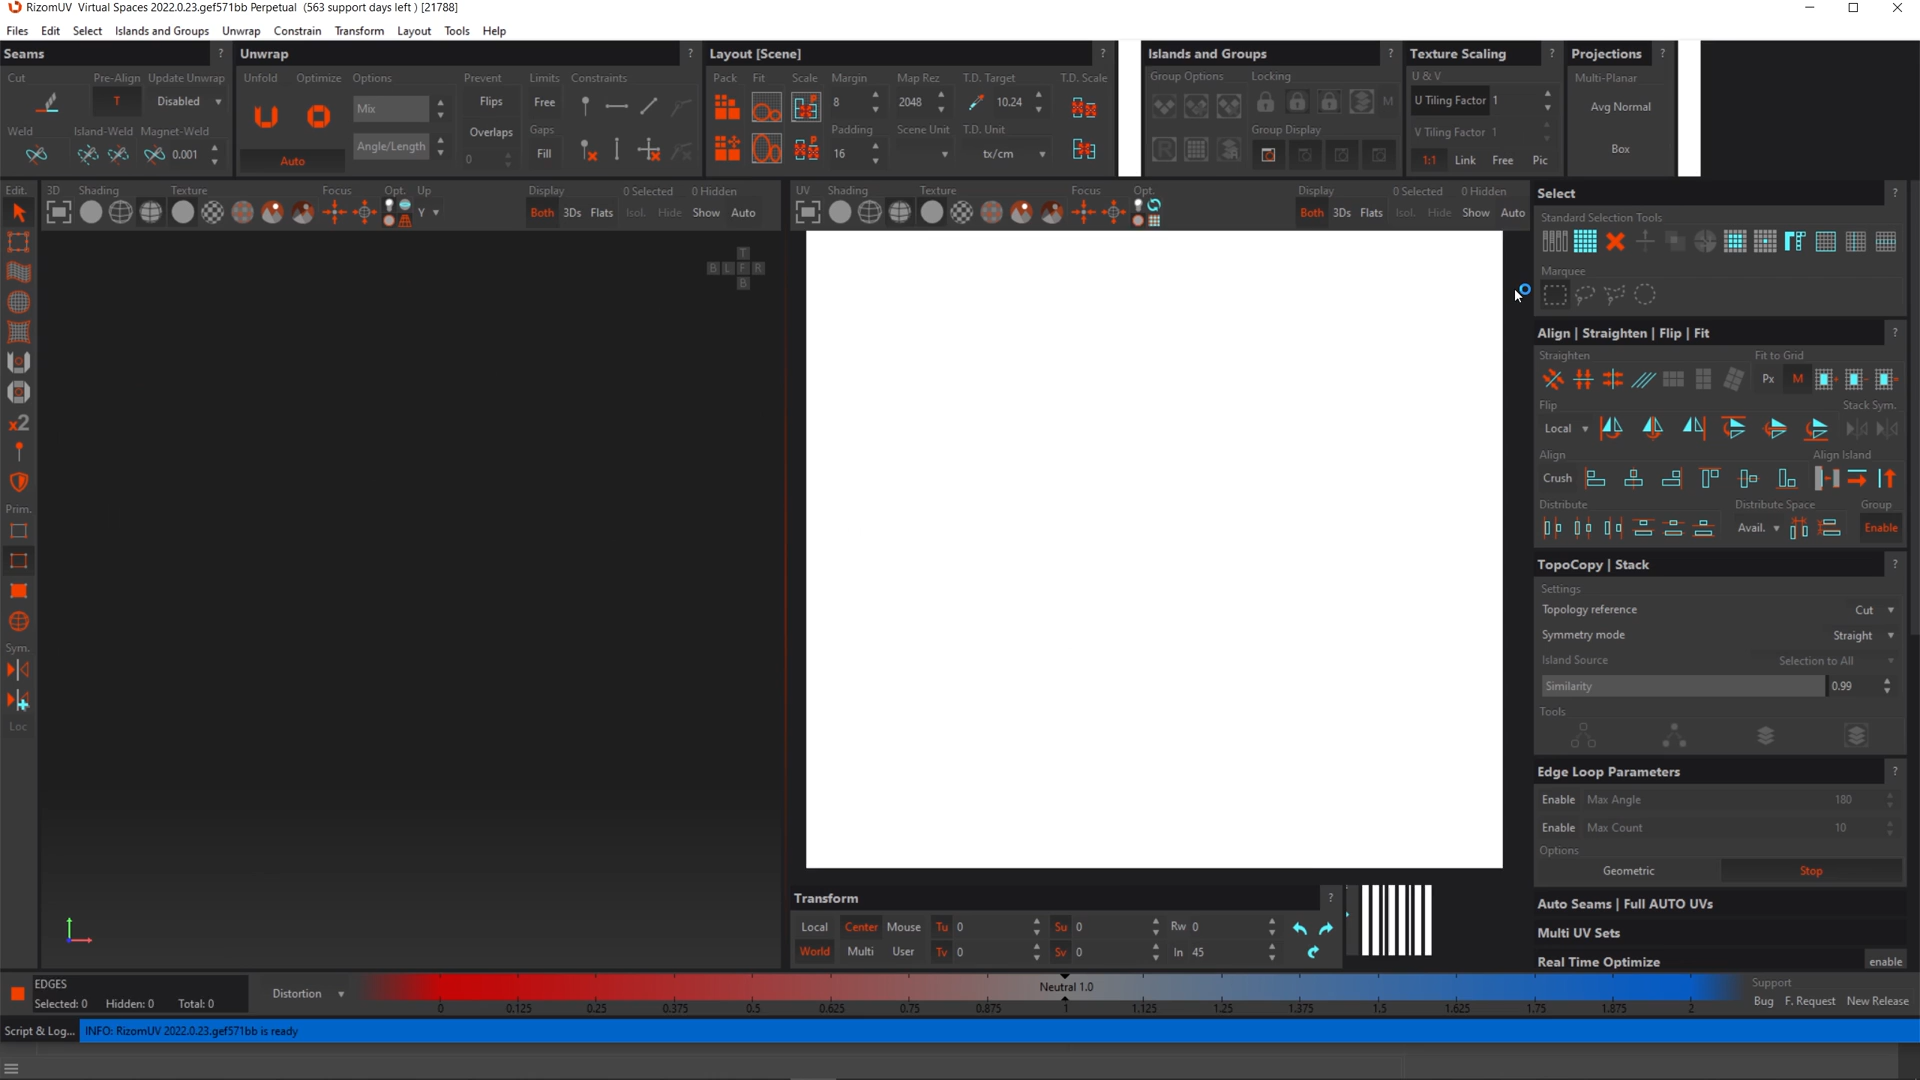 RizomUV Virtual Spaces 2022.0.23.gef571bb Perpetual (563 support days left ) [21788]
Files Edit Select Islands and Groups Unwrap Constrain Transform Layout Tools Help
Seams ? Unwrap ? Layout [Scene] ? Islands and Groups ? Texture Scaling ? Projections ?
Cut Pre-Align Update Unwrap Unfold Optimize Options Prevent Limits Constraints Pack Fit Scale Margin Map Rez T.D. Target T.D. Scale Group Options Locking U & V Multi-Planar
T Disabled Mix Flips Free 8 2048 10.24 M U Tiling Factor 1 Avg Normal
Weld Island-Weld Magnet-Weld Angle/Length Overlaps Gaps Padding Scene Unit T.D. Unit Group Display V Tiling Factor 1
0.001 Auto 0 Fill 16 tx/cm R 1:1 Link Free Pic Box
Edit. 3D Shading Texture Focus Opt. Up Display 0 Selected 0 Hidden UV Shading Texture Focus Opt. Display 0 Selected 0 Hidden Select ?
Y Both 3Ds Flats Isol. Hide Show Auto Both 3Ds Flats Isol. Hide Show Auto
Standard Selection Tools
T
B L F R
B
Marquee
Align | Straighten | Flip | Fit ?
Straighten Fit to Grid
Px M
Flip Stack Sym.
x2 Local
Align Align Island
Crush
Prim. Distribute Distribute Space Group
Avail. Enable
TopoCopy | Stack ?
Settings
Topology reference Cut
Symmetry mode Straight
Sym.
Island Source Selection to All
Similarity 0.99
Tools
Loc
Edge Loop Parameters ?
Enable Max Angle 180
Enable Max Count 10
Options
Geometric Stop
Transform ? Auto Seams | Full AUTO UVs
Local Center Mouse Tu 0 Su 0 Rw 0 Multi UV Sets
World Multi User Tv 0 Sv 0 In 45 Real Time Optimize enable
EDGES Distortion Neutral 1.0 Support
Selected: 0 Hidden: 0 Total: 0 0 0.125 0.25 0.375 0.5 0.625 0.75 0.875 1 1.125 1.25 1.375 1.5 1.625 1.75 1.875 2 Bug F. Request New Release
Script & Log... INFO: RizomUV 2022.0.23.gef571bb is ready